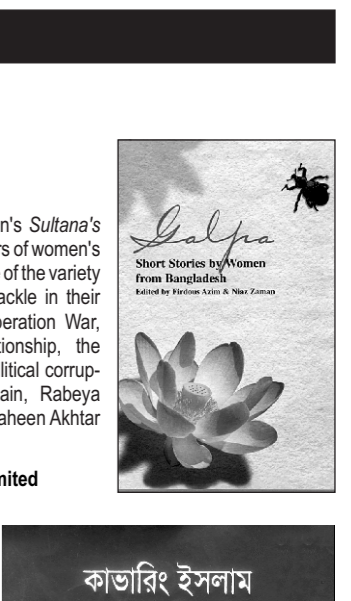 n's Sultana's
rs of women's
of the variety
ackle in their
peration War,
tionship, the
litical corrup-
ain, Rabeya
aheen Akhtar
nited
Galpa
Short Stories by Women
from Bangladesh
Edited by Firdous Azim & Niaz Zaman
কাভারিং ইসলাম